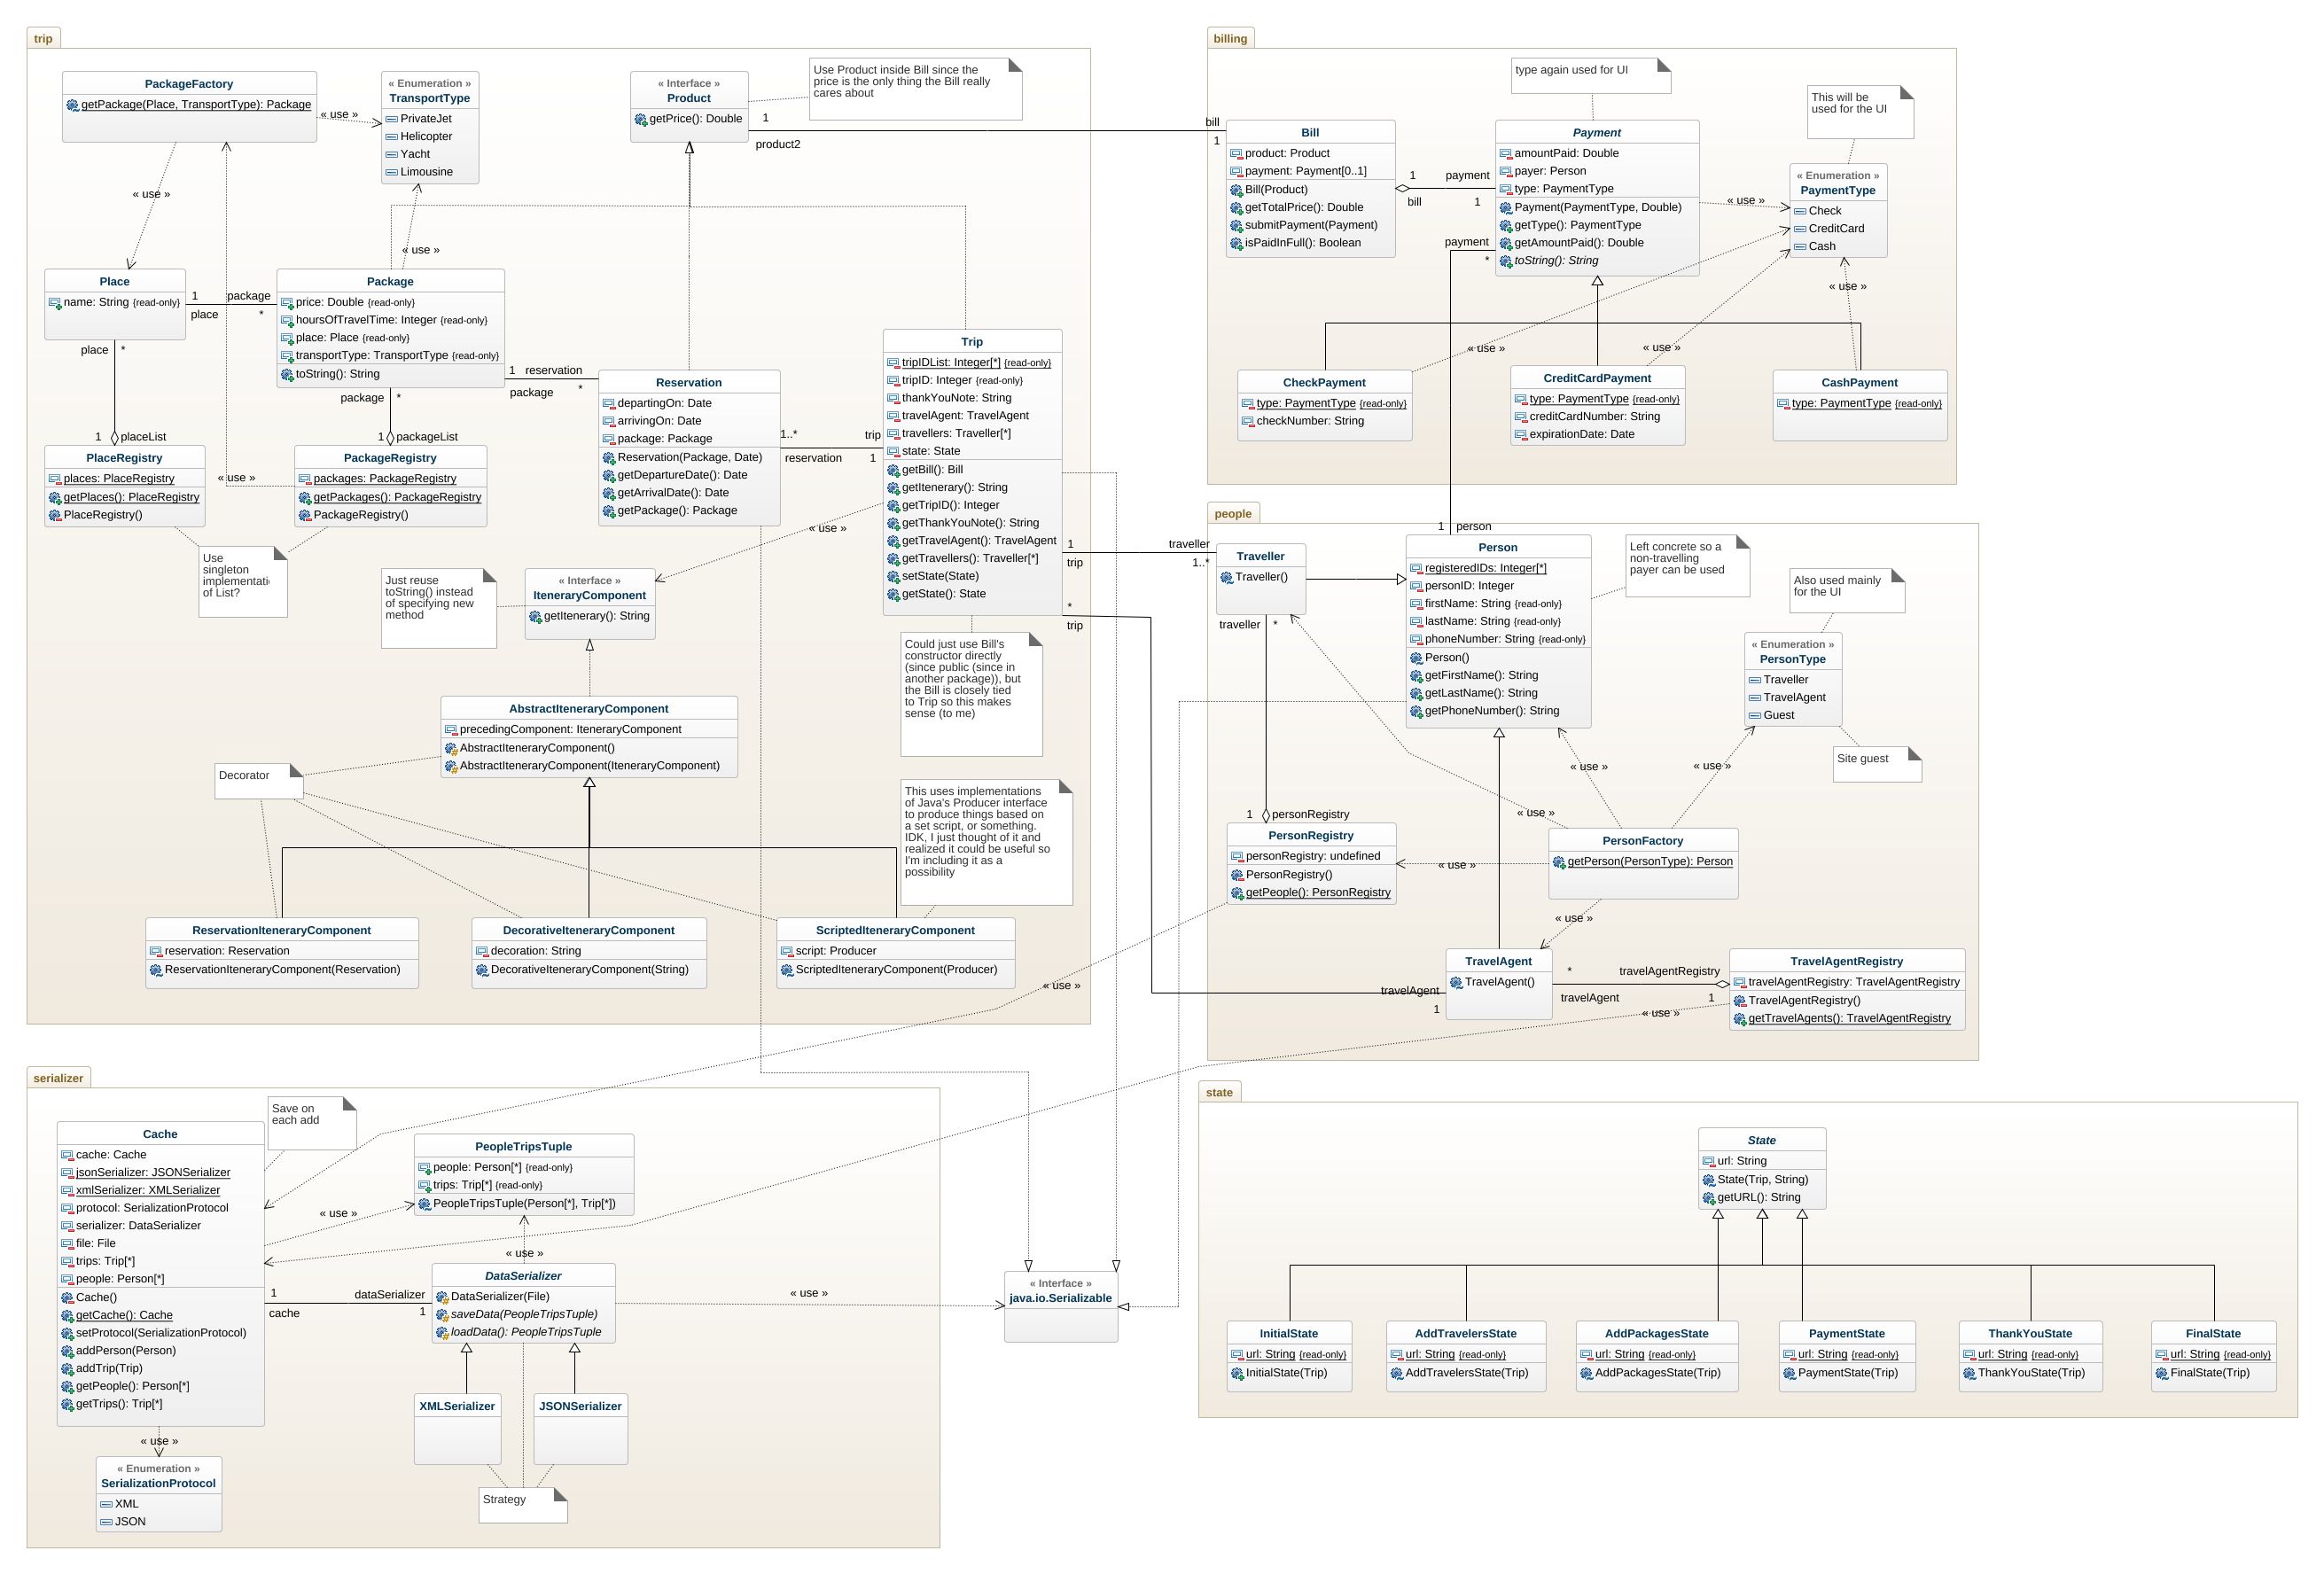 trip
PackageFactory
getPackage(Place, TransportType): Package
« use »
« Enumeration »
TransportType
PrivateJet
Helicopter
Yacht
Limousine
« Interface »
Product
getPrice(): Double
Use Product inside Bill since the
price is the only thing the Bill really
cares about
1
product2
bill
1
« use »
« use »
Place
name: String {read-only}
1
package
place
*
Package
price: Double {read-only}
hoursOfTravelTime: Integer {read-only}
place: Place {read-only}
transportType: TransportType {read-only}
toString(): String
place
*
1
placeList
package
*
1
packageList
1
reservation
package
*
PlaceRegistry
places: PlaceRegistry
getPlaces(): PlaceRegistry
PlaceRegistry()
« use »
PackageRegistry
packages: PackageRegistry
getPackages(): PackageRegistry
PackageRegistry()
Use
singleton
implementati
of List?
Reservation
departingOn: Date
arrivingOn: Date
package: Package
Reservation(Package, Date)
getDepartureDate(): Date
getArrivalDate(): Date
getPackage(): Package
1..*
trip
reservation
1
Trip
tripIDList: Integer[*] {read-only}
tripID: Integer {read-only}
thankYouNote: String
travelAgent: TravelAgent
travellers: Traveller[*]
state: State
getBill(): Bill
getItenerary(): String
getTripID(): Integer
getThankYouNote(): String
getTravelAgent(): TravelAgent
getTravellers(): Traveller[*]
setState(State)
getState(): State
« use »
Just reuse
toString() instead
of specifying new
method
« Interface »
IteneraryComponent
getItenerary(): String
Could just use Bill's
constructor directly
(since public (since in
another package)), but
the Bill is closely tied
to Trip so this makes
sense (to me)
AbstractIteneraryComponent
precedingComponent: IteneraryComponent
AbstractIteneraryComponent()
AbstractIteneraryComponent(IteneraryComponent)
Decorator
This uses implementations
of Java's Producer interface
to produce things based on
a set script, or something.
IDK, I just thought of it and
realized it could be useful so
I'm including it as a
possibility
ReservationIteneraryComponent
reservation: Reservation
ReservationIteneraryComponent(Reservation)
DecorativeIteneraryComponent
decoration: String
DecorativeIteneraryComponent(String)
ScriptedIteneraryComponent
script: Producer
ScriptedIteneraryComponent(Producer)
billing
type again used for UI
This will be
used for the UI
Bill
product: Product
payment: Payment[0..1]
Bill(Product)
getTotalPrice(): Double
submitPayment(Payment)
isPaidInFull(): Boolean
1
payment
bill
1
Payment
amountPaid: Double
payer: Person
type: PaymentType
Payment(PaymentType, Double)
getType(): PaymentType
getAmountPaid(): Double
toString(): String
« use »
« Enumeration »
PaymentType
Check
CreditCard
Cash
payment
*
« use »
« use »
« use »
CheckPayment
type: PaymentType {read-only}
checkNumber: String
CreditCardPayment
type: PaymentType {read-only}
creditCardNumber: String
expirationDate: Date
CashPayment
type: PaymentType {read-only}
people
1
person
1
traveller
trip
1..*
*
trip
Traveller
Traveller()
traveller
*
Person
registeredIDs: Integer[*]
personID: Integer
firstName: String {read-only}
lastName: String {read-only}
phoneNumber: String {read-only}
Person()
getFirstName(): String
getLastName(): String
getPhoneNumber(): String
Left concrete so a
non-travelling
payer can be used
Also used mainly
for the UI
« Enumeration »
PersonType
Traveller
TravelAgent
Guest
Site guest
« use »
« use »
« use »
1
personRegistry
PersonRegistry
personRegistry: undefined
PersonRegistry()
getPeople(): PersonRegistry
« use »
PersonFactory
getPerson(PersonType): Person
« use »
TravelAgent
TravelAgent()
travelAgent
1
*
travelAgentRegistry
travelAgent
1
TravelAgentRegistry
travelAgentRegistry: TravelAgentRegistry
TravelAgentRegistry()
getTravelAgents(): TravelAgentRegistry
« use »
« use »
serializer
Save on
each add
Cache
cache: Cache
jsonSerializer: JSONSerializer
xmlSerializer: XMLSerializer
protocol: SerializationProtocol
serializer: DataSerializer
file: File
trips: Trip[*]
people: Person[*]
Cache()
getCache(): Cache
setProtocol(SerializationProtocol)
addPerson(Person)
addTrip(Trip)
getPeople(): Person[*]
getTrips(): Trip[*]
« use »
PeopleTripsTuple
people: Person[*] {read-only}
trips: Trip[*] {read-only}
PeopleTripsTuple(Person[*], Trip[*])
« use »
1
dataSerializer
cache
1
DataSerializer
DataSerializer(File)
saveData(PeopleTripsTuple)
loadData(): PeopleTripsTuple
« use »
« Interface »
java.io.Serializable
XMLSerializer
JSONSerializer
Strategy
« use »
« Enumeration »
SerializationProtocol
XML
JSON
state
State
url: String
State(Trip, String)
getURL(): String
InitialState
url: String {read-only}
InitialState(Trip)
AddTravelersState
url: String {read-only}
AddTravelersState(Trip)
AddPackagesState
url: String {read-only}
AddPackagesState(Trip)
PaymentState
url: String {read-only}
PaymentState(Trip)
ThankYouState
url: String {read-only}
ThankYouState(Trip)
FinalState
url: String {read-only}
FinalState(Trip)